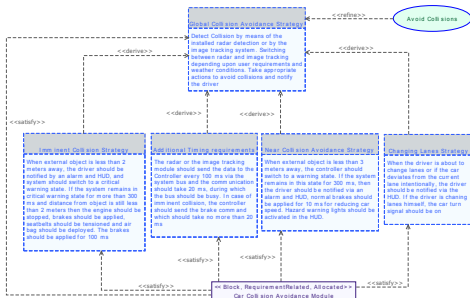 Global Collision Avoidance Strategy
Detect Collision by means of the
installed radar detection or by the
image tracking system. Switching
between radar and image tracking
depending upon user requirements and
weather conditions. Take appropriate
actions to avoid collisions and notify
the driver
<<refine>>
Avoid Collisions
<<derive>>
<<derive>>
<<derive>>
<<derive>>
<<satisfy>>
Imminent Collision Strategy
When external object is less than 2
meters away, the driver should be
notified by an alarm and HUD, and
system should switch to a critical
warning state. If the system remains in
critical warning state for more than 300
ms and distance from object is still less
than 2 meters then the engine should be
stopped, brakes should be applied,
seatbelts should be tensioned and air
bag should be deployed. The brakes
should be applied for 100 ms
Additional Timing requirements
The radar or the image tracking
module should send the data to the
Controller every 100 ms via the
system bus and the communication
should take 20 ms, during which
the bus should be busy. In case of
imminent collision, the controller
should send the brake comm and
which should take no more than 20
ms
Near Collision Avoidance Strategy
When external object is less than 3
meters away, the controller should
switch to a warning state. If system
remains in this state for 300 ms, then
the driver should be notified via an
alarm and HUD, normal brakes should
be applied for 10 ms for reducing car
speed. Hazard warning lights should be
activated in the HUD.
Changing Lanes Strategy
When the driver is about to
change lanes or if the car
deviates from the current
lane intentionally, the driver
should be notified via the
HUD. If the driver is changing
lanes himself, the car turn
signal should be on
<<satisfy>>
<<satisfy>>
<<satisfy>>
<<satisfy>>
<< Block, RequirementRelated, Allocated>>
Car Collision Avoidance Module